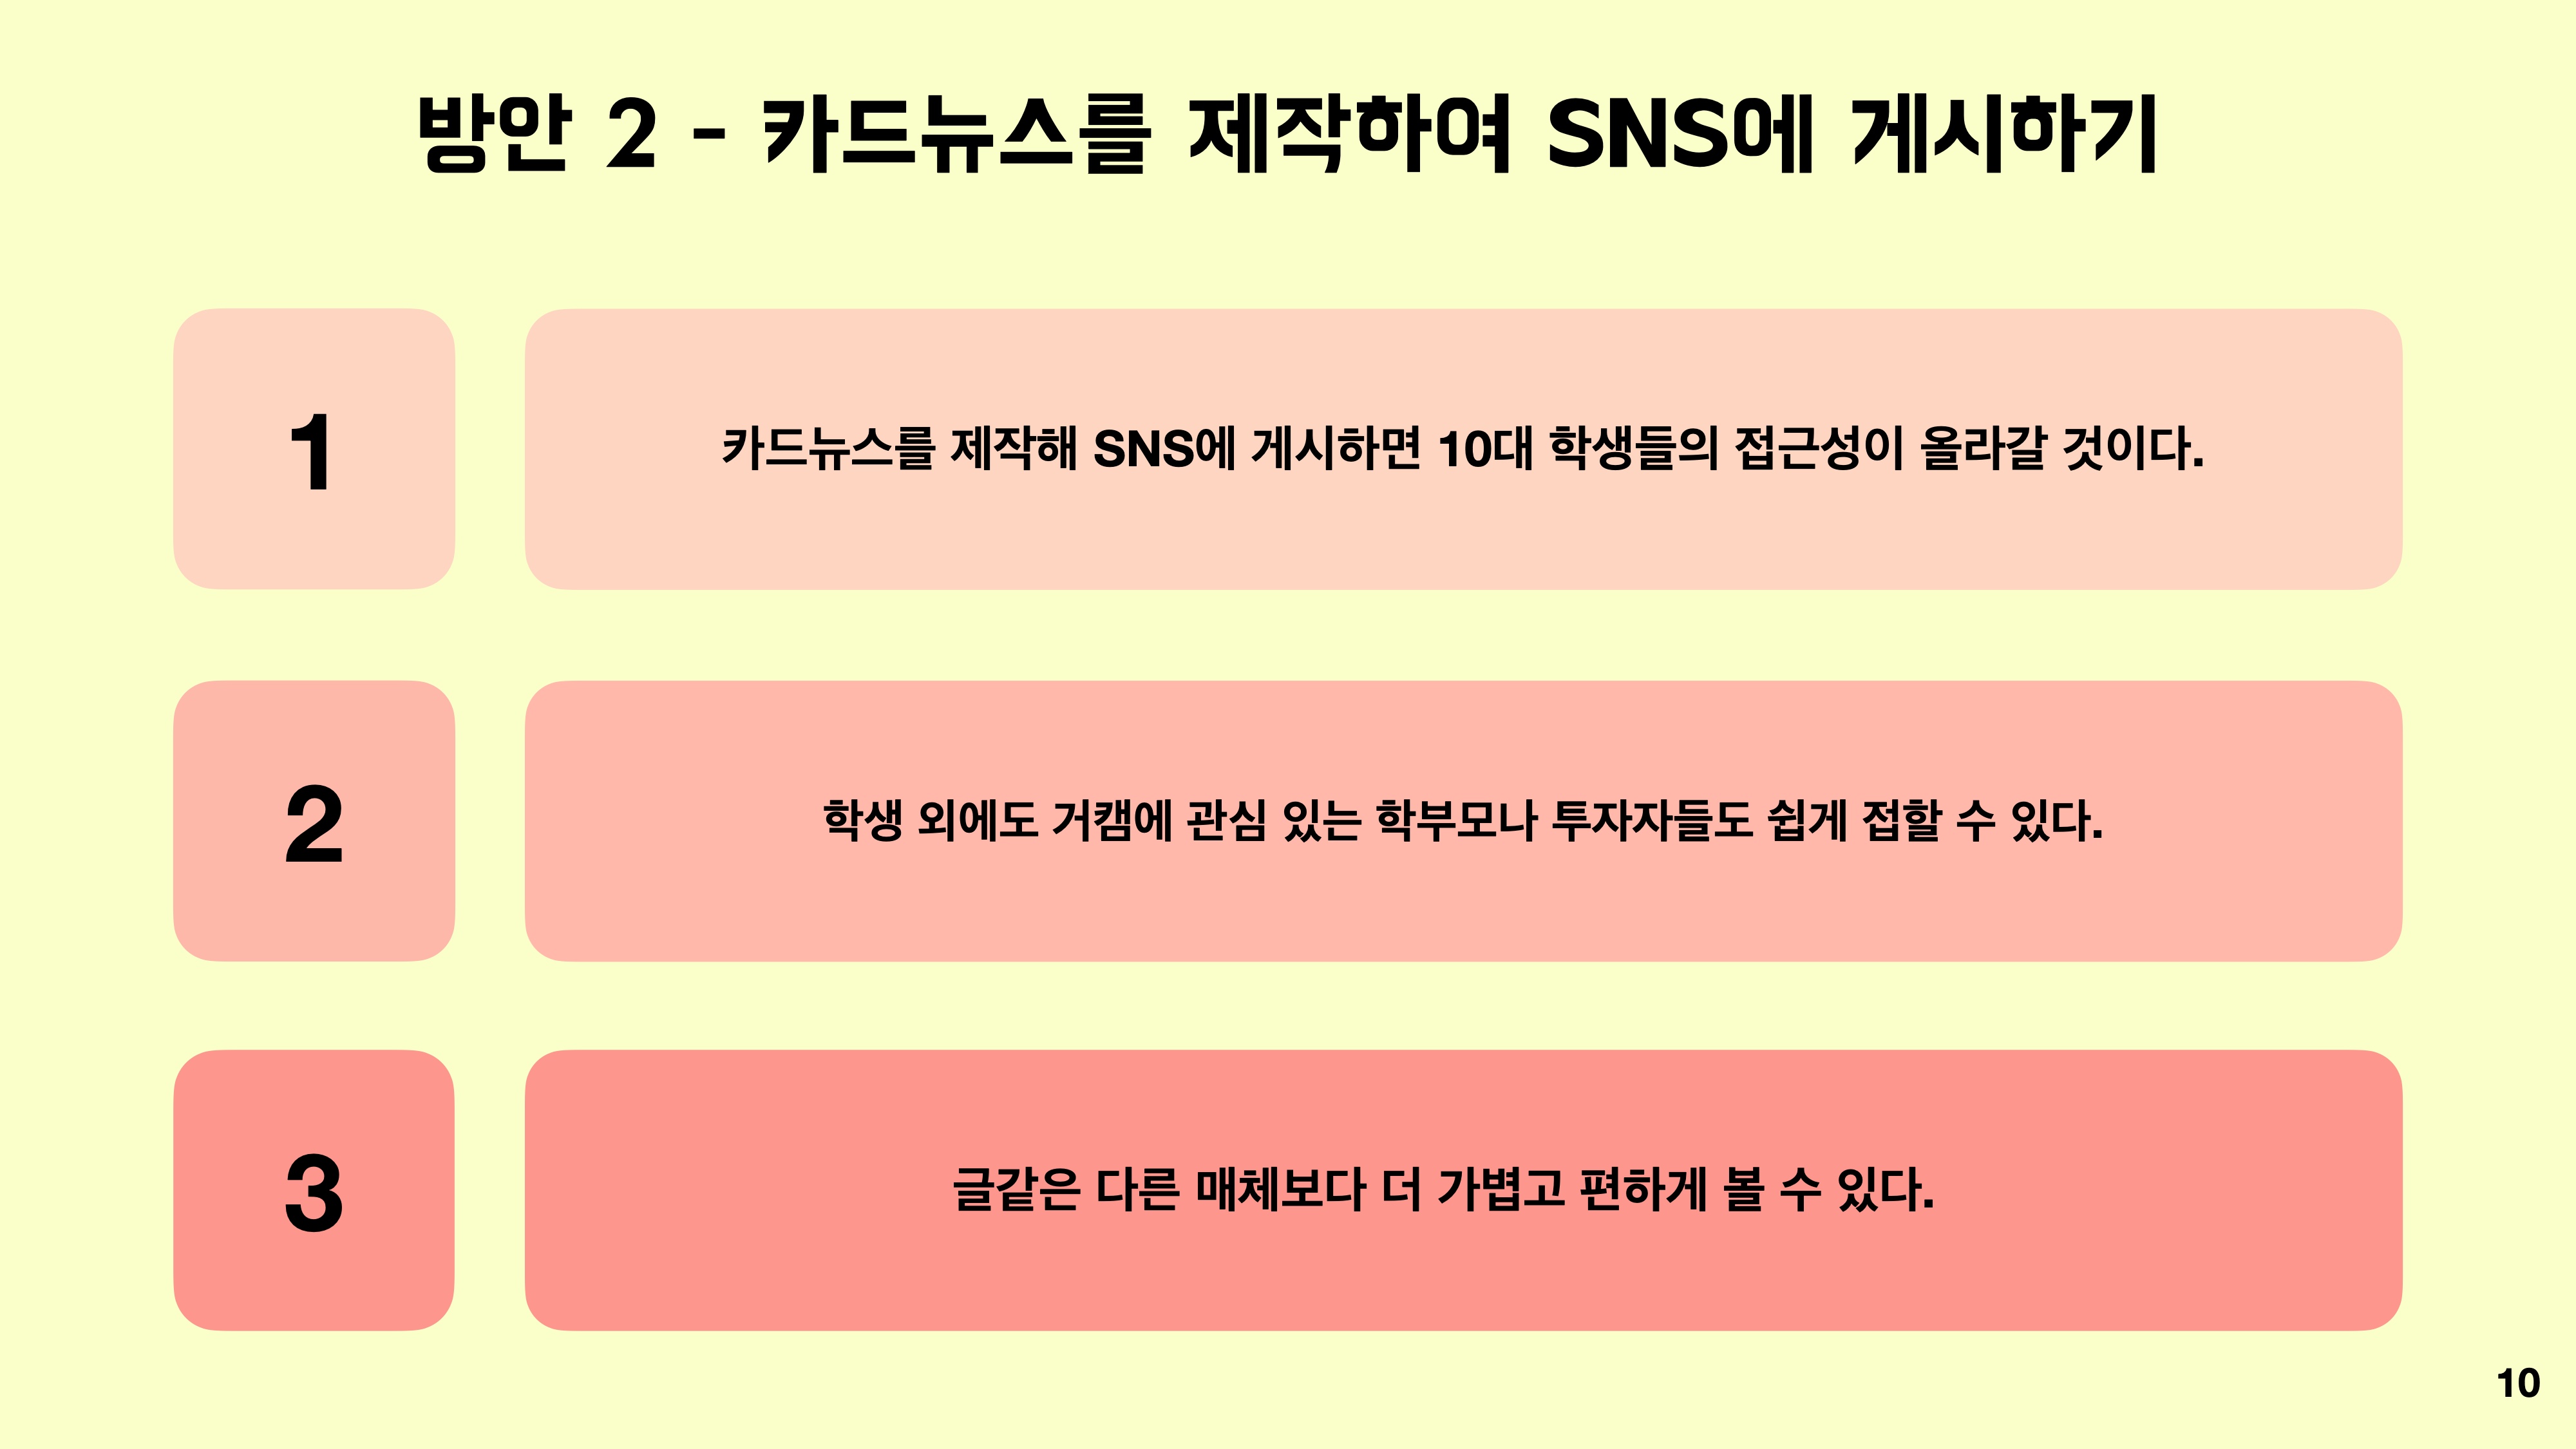 방안 2 - 카드뉴스를 제작하여 SNS에 게시하기
1
카드뉴스를 제작해 SNS에 게시하면 10대 학생들의 접근성이 올라갈 것이다.
2
학생 외에도 거캠에 관심 있는 학부모나 투자자들도 쉽게 접할 수 있다.
3
글같은 다른 매체보다 더 가볍고 편하게 볼 수 있다.
10